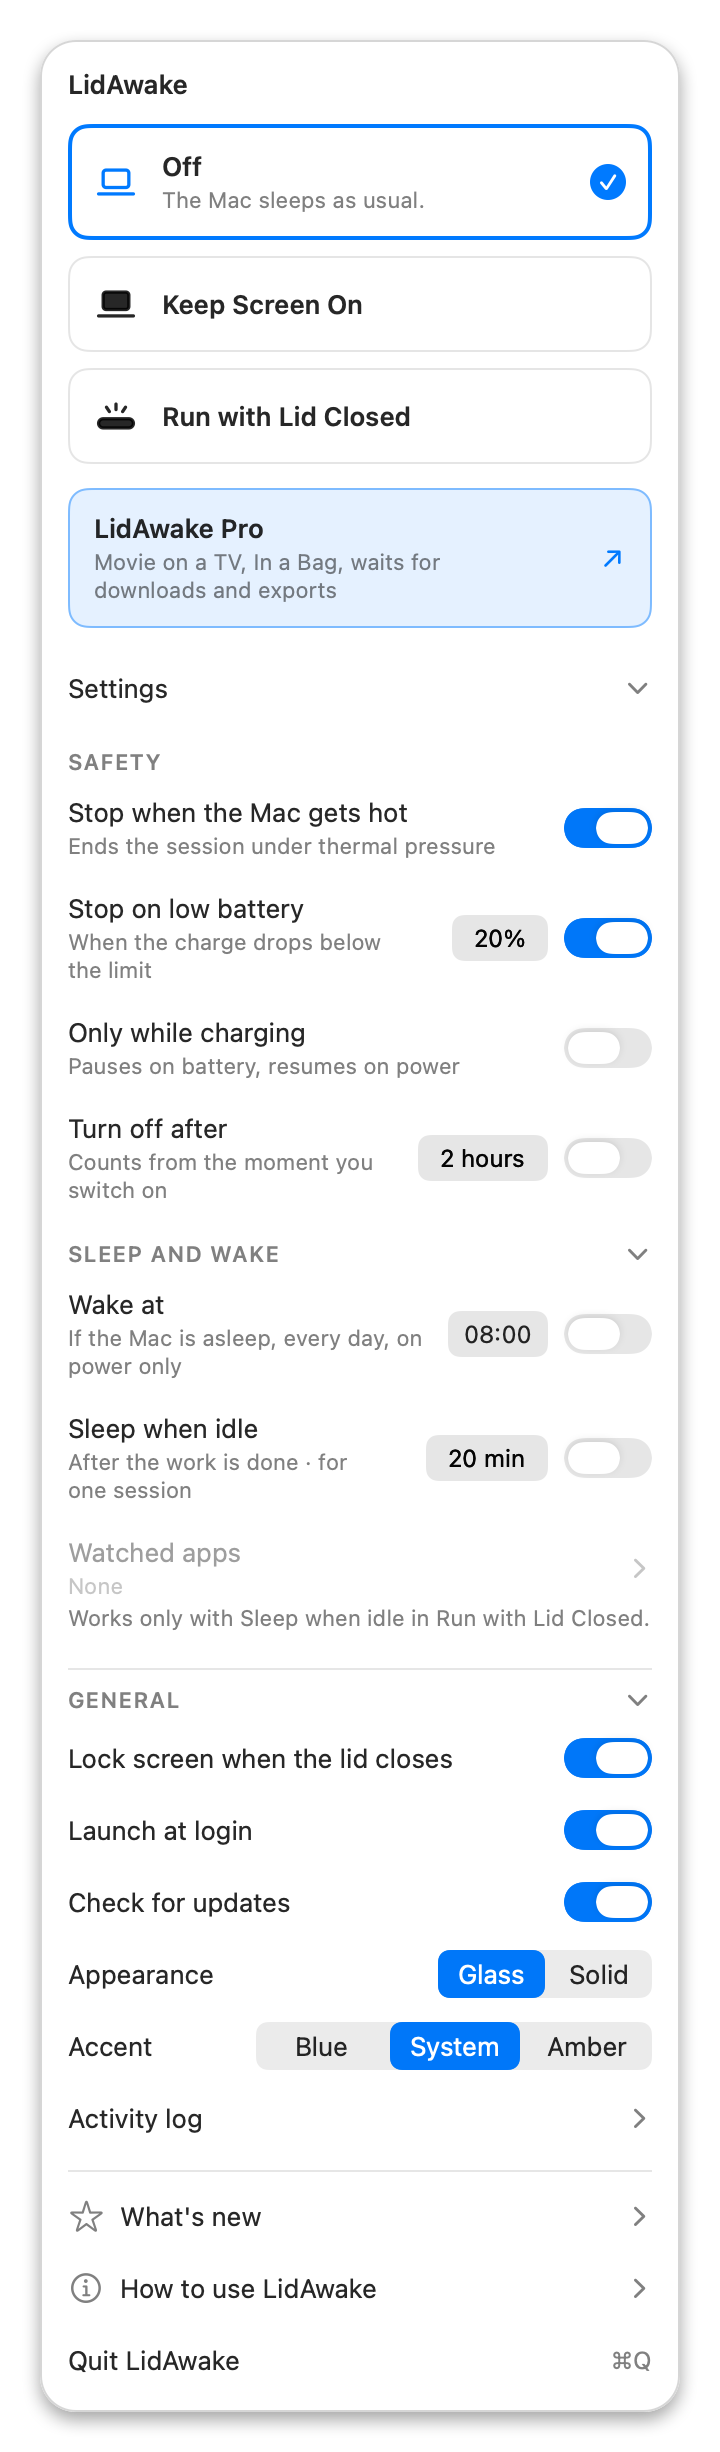 LidAwake
Off
The Mac sleeps as usual.
Keep Screen On
Run with Lid Closed
LidAwake Pro
Movie on a TV, In a Bag, waits for
downloads and exports
Settings
SAFETY
Stop when the Mac gets hot
Ends the session under thermal pressure
Stop on low battery
When the charge drops below
the limit
20%
Only while charging
Pauses on battery, resumes on power
Turn off after
Counts from the moment you
switch on
2 hours
SLEEP AND WAKE
Wake at
If the Mac is asleep, every day, on
power only
08:00
Sleep when idle
After the work is done · for
one session
20 min
Watched apps
None
Works only with Sleep when idle in Run with Lid Closed.
GENERAL
Lock screen when the lid closes
Launch at login
Check for updates
Appearance
Glass
Solid
Accent
Blue
System
Amber
Activity log
What's new
How to use LidAwake
Quit LidAwake
⌘Q